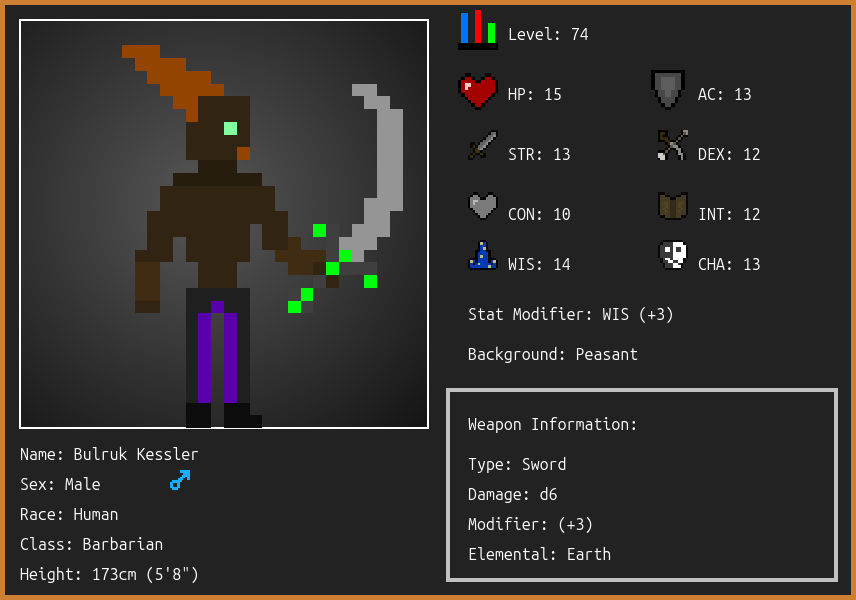 Level: 74
HP: 15
AC: 13
STR: 13
DEX: 12
CON: 10
INT: 12
WIS: 14
CHA: 13
Stat Modifier: WIS (+3)
Background: Peasant
Weapon Information:
Type: Sword
Damage: d6
Modifier: (+3)
Elemental: Earth
Name: Bulruk Kessler
Sex: Male
Race: Human
Class: Barbarian
Height: 173cm (5'8")